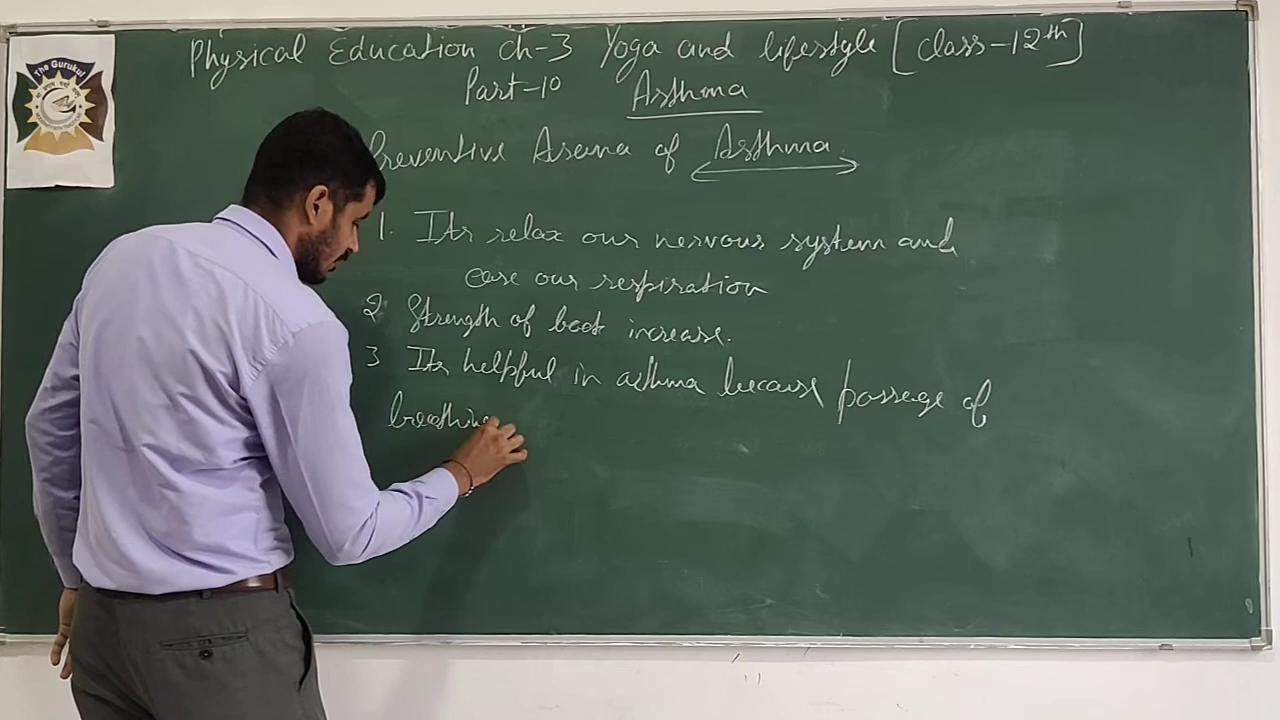 The Gurukul
Physical Education ch-3 Yoga and lifestyle [class-12th]
Part-10 Asthma
Preventive Asana of Asthma
1. Its relax our nervous system and
ease our respiration
2 Strength of back increase.
3 Its helpful in asthma because passage of
breathing